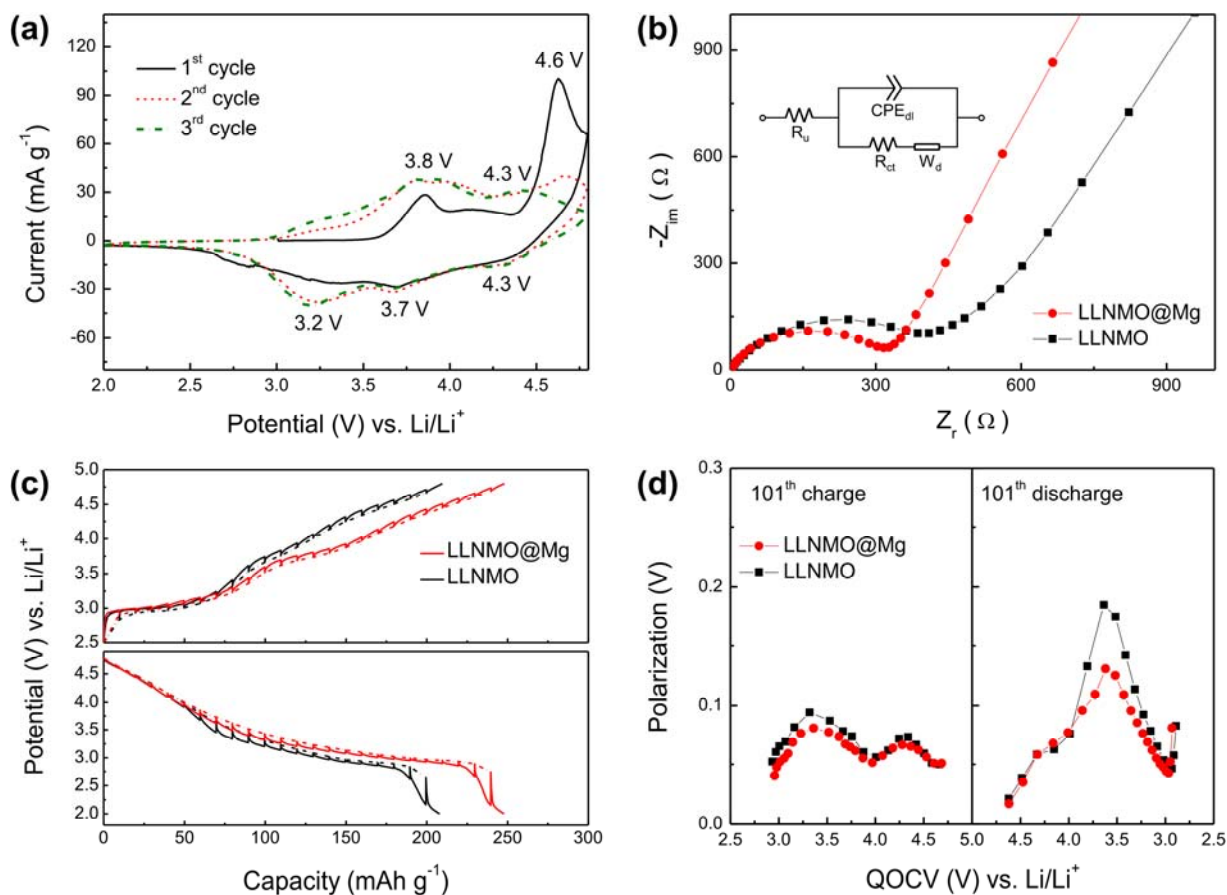 (a)
1st cycle
2nd cycle
3rd cycle
4.6 V
3.8 V
4.3 V
3.2 V
3.7 V
4.3 V
120
90
60
30
0
-30
-60
Current (mA g-1)
2.0 2.5 3.0 3.5 4.0 4.5
Potential (V) vs. Li/Li+
(b)
CPEdl
Ru
Rct Wd
LLNMO@Mg
LLNMO
900
600
300
0
-Zim (Ω)
0 300 600 900
Zr (Ω)
(c)
5.0
4.5
4.0
3.5
3.0
2.5
LLNMO@Mg
LLNMO
4.5
4.0
3.5
3.0
2.5
2.0
Potential (V) vs. Li/Li+
0 50 100 150 200 250 300
Capacity (mAh g-1)
(d)
101th charge
101th discharge
LLNMO@Mg
LLNMO
0.3
0.2
0.1
0.0
Polarization (V)
2.5 3.0 3.5 4.0 4.5 5.0 4.5 4.0 3.5 3.0 2.5
QOCV (V) vs. Li/Li+